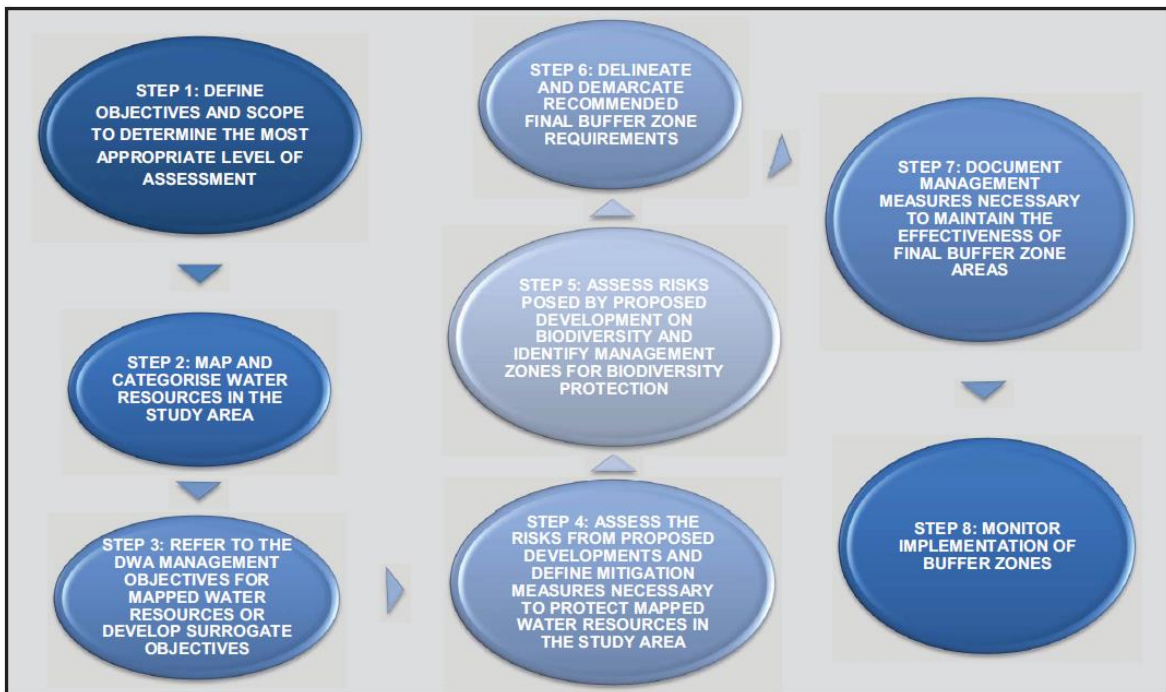 STEP 1: DEFINE
OBJECTIVES AND SCOPE
TO DETERMINE THE MOST
APPROPRIATE LEVEL OF
ASSESSMENT
STEP 2: MAP AND
CATEGORISE WATER
RESOURCES IN THE
STUDY AREA
STEP 3: REFER TO THE
DWA MANAGEMENT
OBJECTIVES FOR
MAPPED WATER
RESOURCES OR
DEVELOP SURROGATE
OBJECTIVES
STEP 4: ASSESS THE
RISKS FROM PROPOSED
DEVELOPMENTS AND
DEFINE MITIGATION
MEASURES NECESSARY
TO PROTECT MAPPED
WATER RESOURCES IN
THE STUDY AREA
STEP 5: ASSESS RISKS
POSED BY PROPOSED
DEVELOPMENT ON
BIODIVERSITY AND
IDENTIFY MANAGEMENT
ZONES FOR BIODIVERSITY
PROTECTION
STEP 6: DELINEATE
AND DEMARCATE
RECOMMENDED
FINAL BUFFER ZONE
REQUIREMENTS
STEP 7: DOCUMENT
MANAGEMENT
MEASURES NECESSARY
TO MAINTAIN THE
EFFECTIVENESS OF
FINAL BUFFER ZONE
AREAS
STEP 8: MONITOR
IMPLEMENTATION OF
BUFFER ZONES